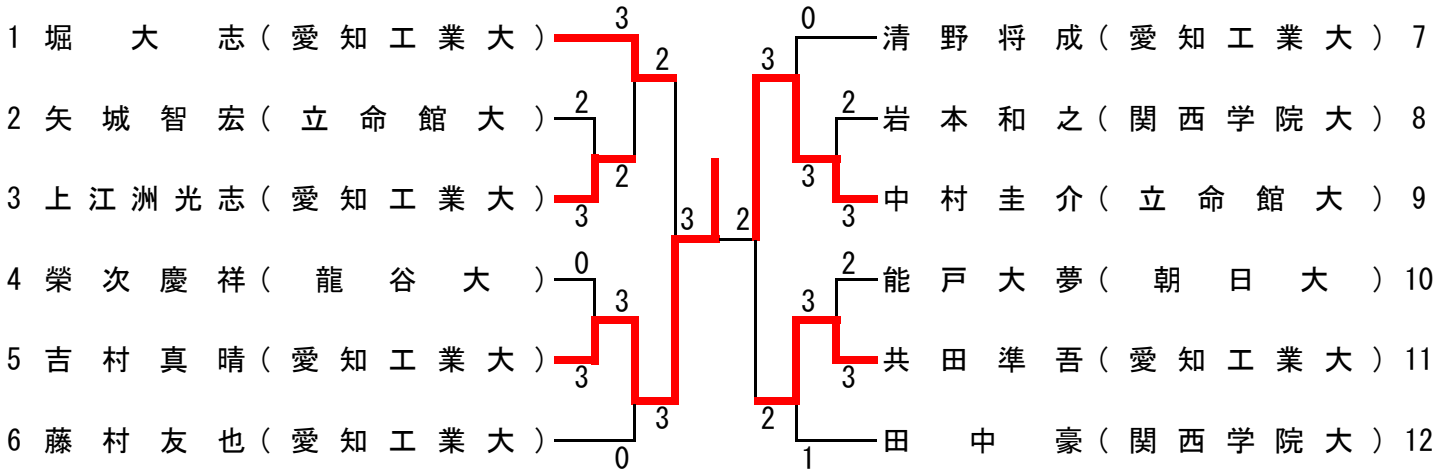 1 堀大志(愛知工業大)
2 矢城智宏(立命館大)
3 上江洲光志(愛知工業大)
4 榮次慶祥(龍谷大)
5 吉村真晴(愛知工業大)
6 藤村友也(愛知工業大)
3
2
2
2
3
0
3
3
3
0
3
2
0
3
2
3
3
2
3
2
1
清野将成(愛知工業大) 7
岩本和之(関西学院大) 8
中村圭介(立命館大) 9
能戸大夢(朝日大) 10
共田準吾(愛知工業大) 11
田中豪(関西学院大) 12